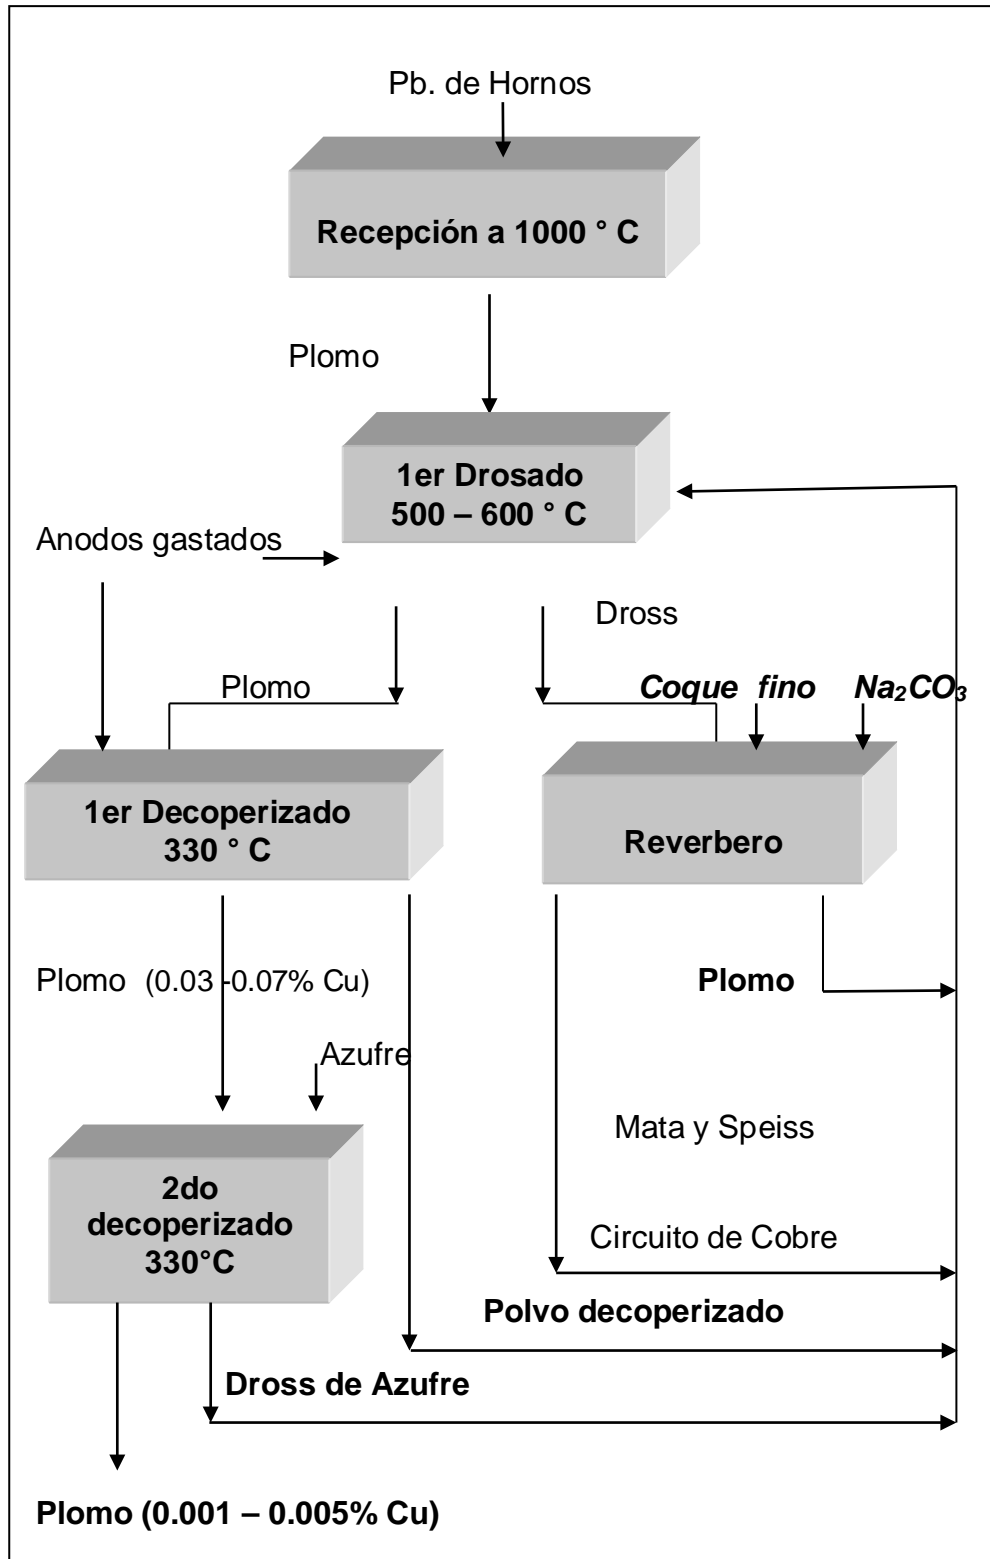 Pb. de Hornos
Recepción a 1000 ° C
Plomo
1er Drosado
500 – 600 ° C
Anodos gastados
Dross
Plomo
Coque fino Na₂CO₃
1er Decoperizado
330 ° C
Reverbero
Plomo (0.03 -0.07% Cu)
Plomo
Azufre
Mata y Speiss
2do
decoperizado
330°C
Circuito de Cobre
Polvo decoperizado
Dross de Azufre
Plomo (0.001 – 0.005% Cu)